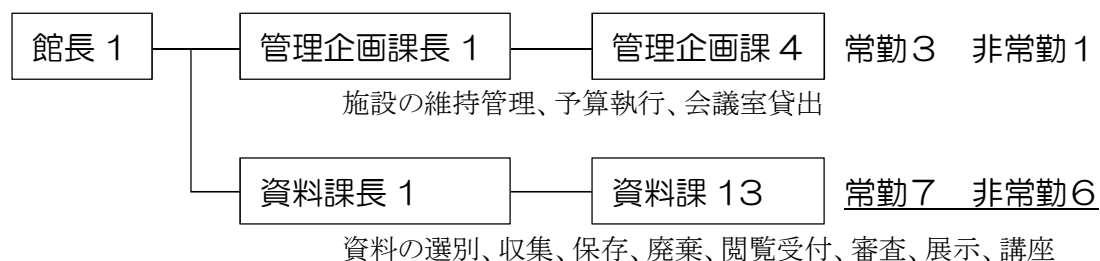 館長 1 管理企画課長 1 管理企画課 4 常勤3 非常勤1
施設の維持管理、予算執行、会議室貸出
資料課長 1 資料課 13 常勤7 非常勤6
資料の選別、収集、保存、廃棄、閲覧受付、審査、展示、講座